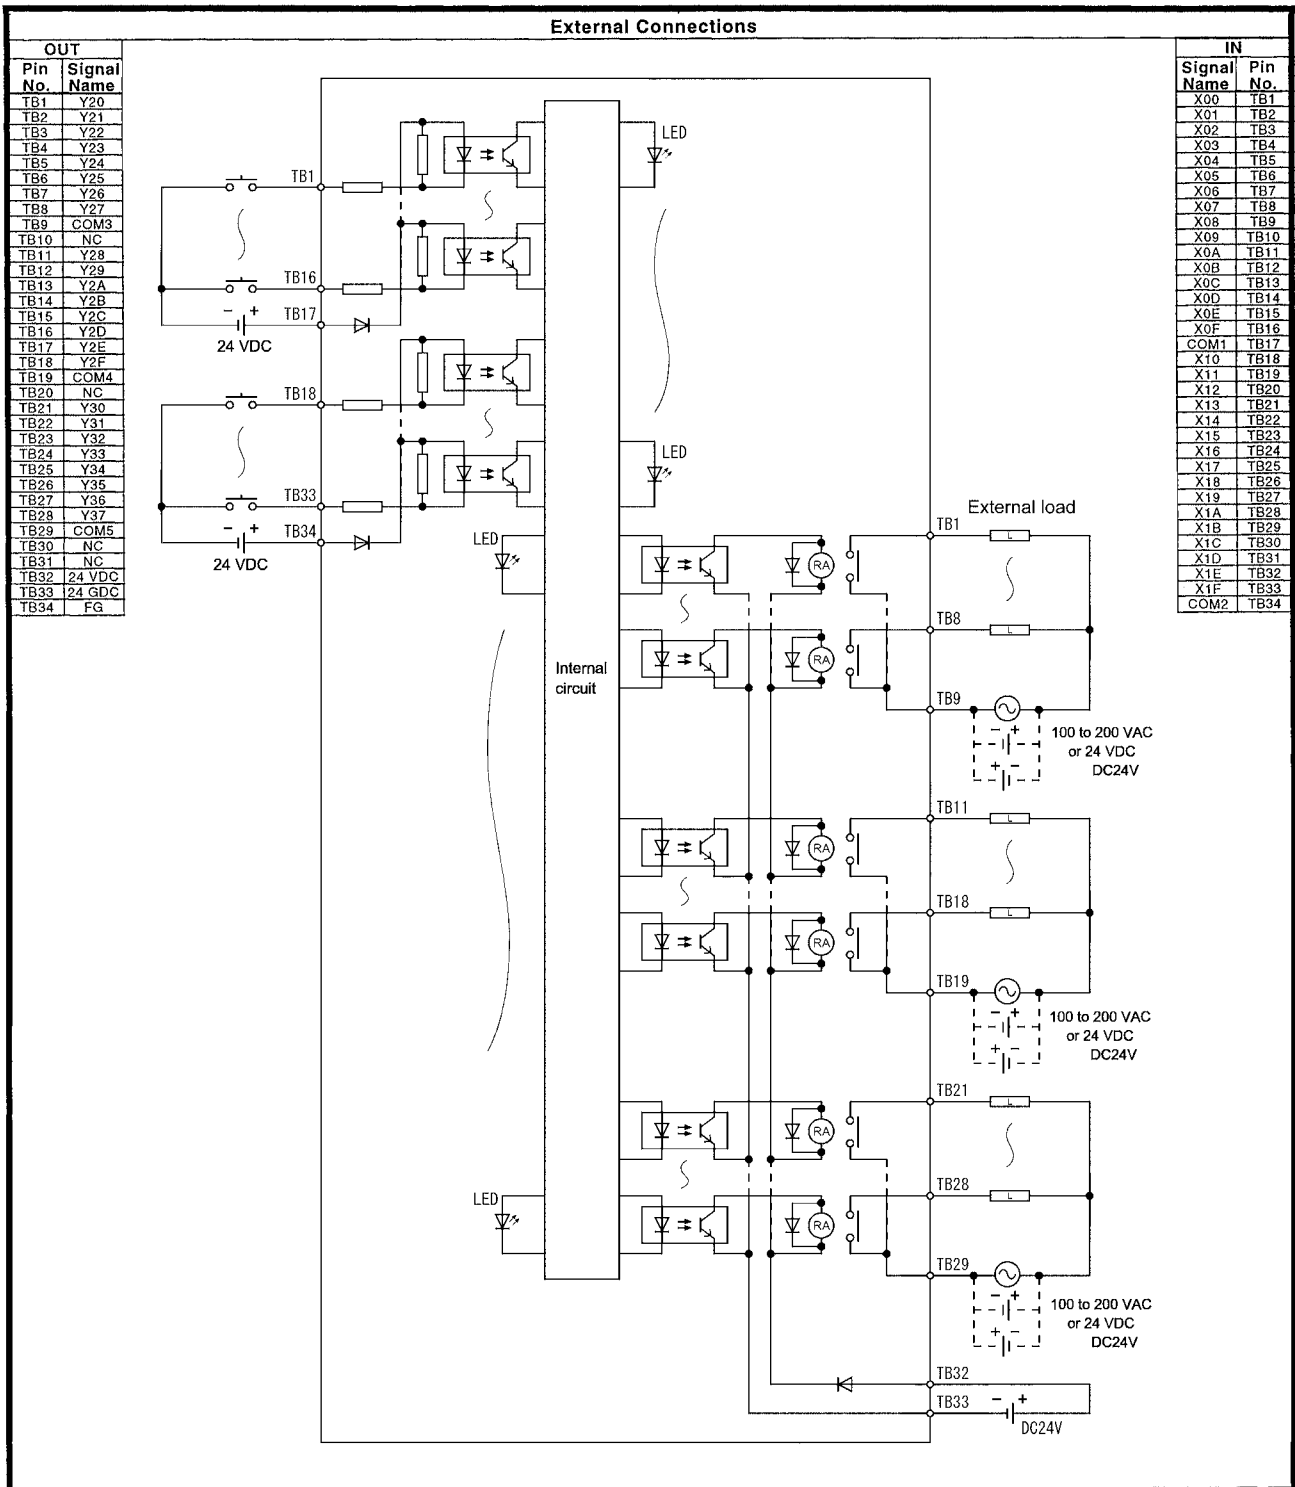 External Connections
OUT
Pin No. Signal Name
TB1 Y20
TB2 Y21
TB3 Y22
TB4 Y23
TB5 Y24
TB6 Y25
TB7 Y26
TB8 Y27
TB9 COM3
TB10 NC
TB11 Y28
TB12 Y29
TB13 Y2A
TB14 Y2B
TB15 Y2C
TB16 Y2D
TB17 Y2E
TB18 Y2F
TB19 COM4
TB20 NC
TB21 Y30
TB22 Y31
TB23 Y32
TB24 Y33
TB25 Y34
TB26 Y35
TB27 Y36
TB28 Y37
TB29 COM5
TB30 NC
TB31 NC
TB32 24 VDC
TB33 24 GDC
TB34 FG
TB1
TB16
TB17
- +
24 VDC
TB18
TB33
TB34
- +
24 VDC
LED
LED
LED
LED
Internal
circuit
External load
TB1
L
RA
TB8
L
RA
TB9
- +
+ -
100 to 200 VAC
or 24 VDC
DC24V
TB11
L
RA
TB18
L
RA
TB19
- +
+ -
100 to 200 VAC
or 24 VDC
DC24V
TB21
L
RA
TB28
L
RA
TB29
- +
+ -
100 to 200 VAC
or 24 VDC
DC24V
TB32
TB33
- +
DC24V
IN
Signal Name Pin No.
X00 TB1
X01 TB2
X02 TB3
X03 TB4
X04 TB5
X05 TB6
X06 TB7
X07 TB8
X08 TB9
X09 TB10
X0A TB11
X0B TB12
X0C TB13
X0D TB14
X0E TB15
X0F TB16
COM1 TB17
X10 TB18
X11 TB19
X12 TB20
X13 TB21
X14 TB22
X15 TB23
X16 TB24
X17 TB25
X18 TB26
X19 TB27
X1A TB28
X1B TB29
X1C TB30
X1D TB31
X1E TB32
X1F TB33
COM2 TB34